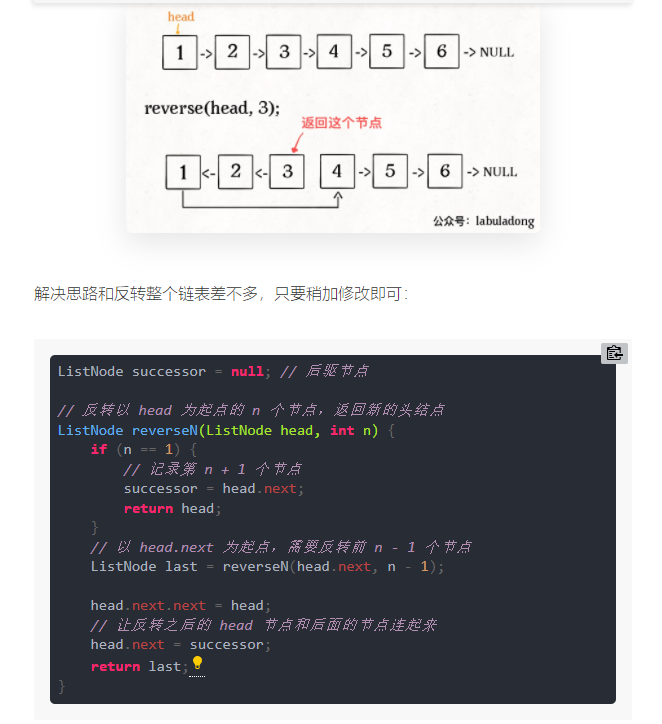 head
1 -> 2 -> 3 -> 4 -> 5 -> 6 -> NULL
reverse(head, 3);
返回这个节点
1 <- 2 <- 3 4 -> 5 -> 6 -> NULL
公众号：labuladong
解决思路和反转整个链表差不多，只要稍加修改即可：
ListNode successor = null; // 后驱节点
// 反转以 head 为起点的 n 个节点，返回新的头结点
ListNode reverseN(ListNode head, int n) {
    if (n == 1) {
        // 记录第 n + 1 个节点
        successor = head.next;
        return head;
    }
    // 以 head.next 为起点，需要反转前 n - 1 个节点
    ListNode last = reverseN(head.next, n - 1);
    head.next.next = head;
    // 让反转之后的 head 节点和后面的节点连起来
    head.next = successor;
    return last;
}